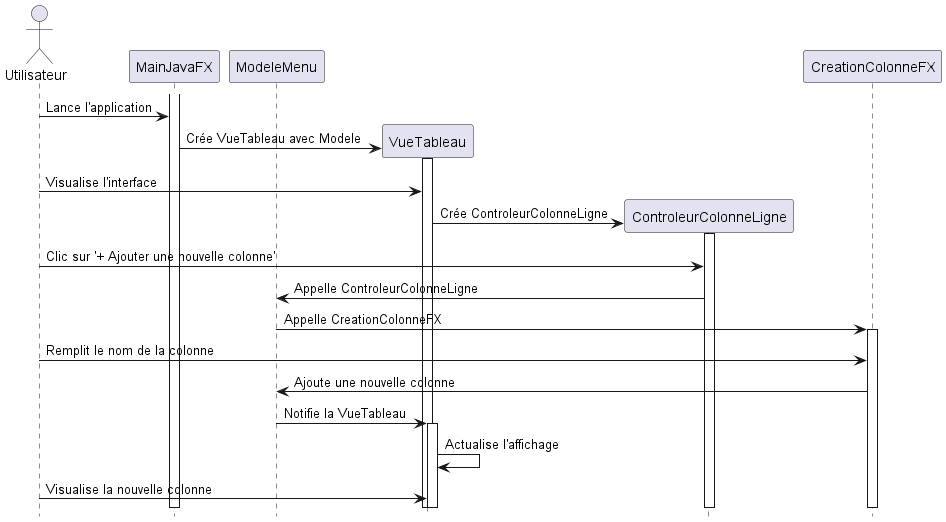 Utilisateur
MainJavaFX
ModeleMenu
CreationColonneFX
Lance l'application
Crée VueTableau avec Modele
VueTableau
Visualise l'interface
Crée ControleurColonneLigne
ControleurColonneLigne
Clic sur '+ Ajouter une nouvelle colonne'
Appelle ControleurColonneLigne
Appelle CreationColonneFX
Remplit le nom de la colonne
Ajoute une nouvelle colonne
Notifie la VueTableau
Actualise l'affichage
Visualise la nouvelle colonne